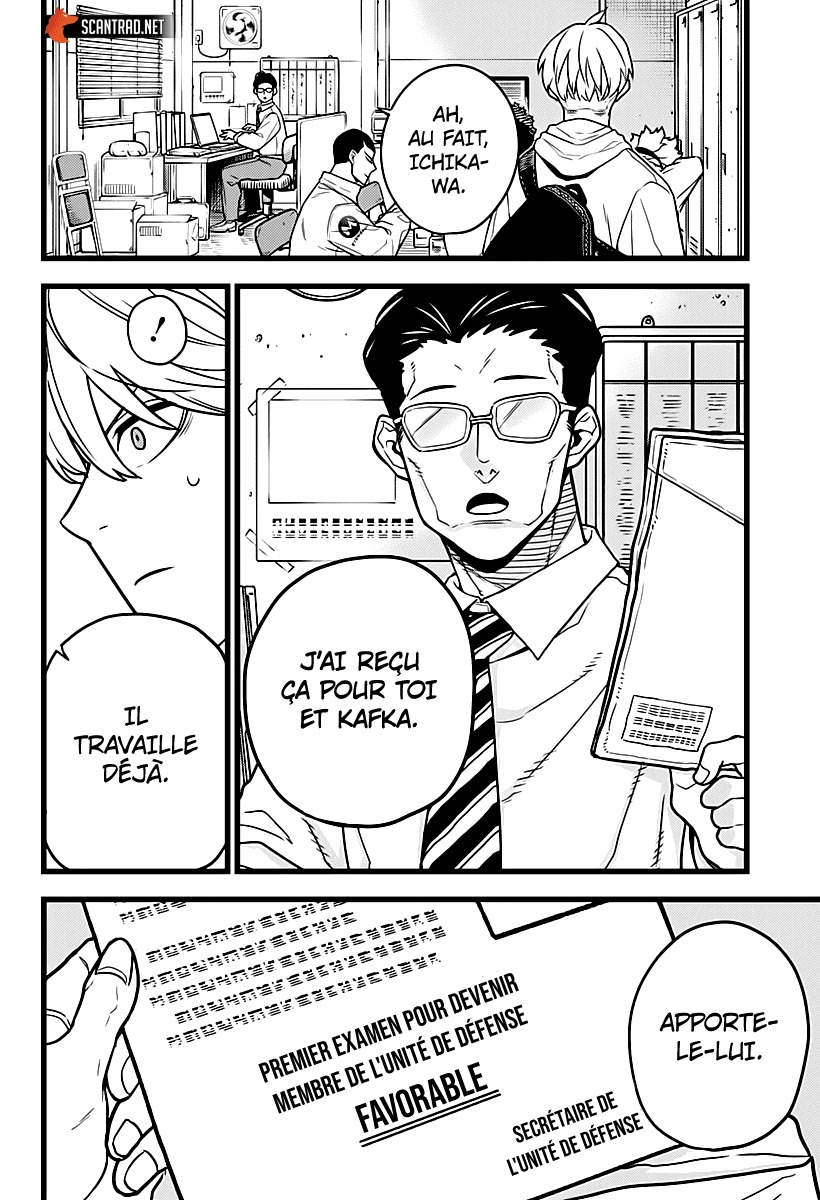 SCANTRAD.NET
AH,
AU FAIT,
ICHIKA-
WA.
!
J'AI REÇU
ÇA POUR TOI
ET KAFKA.
IL
TRAVAILLE
DÉJÀ.
PREMIER EXAMEN POUR DEVENIR
MEMBRE DE L'UNITÉ DE DÉFENSE
FAVORABLE
SECRÉTAIRE DE
L'UNITÉ DE DÉFENSE
APPORTE-
LE-LUI.